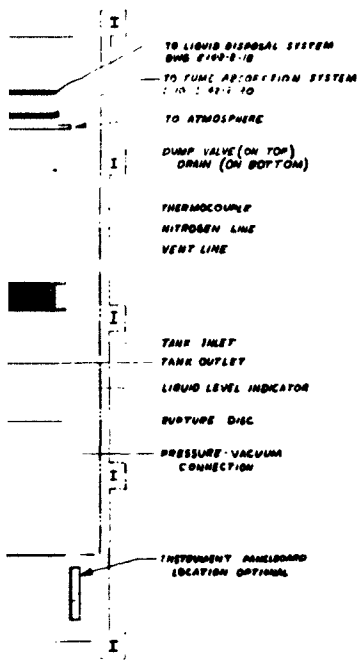 I
TO LIQUID DISPOSAL SYSTEM
DWG
TO FUME ABSORPTION SYSTEM
TO ATMOSPHERE
DUMP VALVE (ON TOP)
DRAIN (ON BOTTOM)
I
THERMOCOUPLE
NITROGEN LINE
VENT LINE
I
TANK INLET
TANK OUTLET
LIQUID LEVEL INDICATOR
RUPTURE DISC
PRESSURE-VACUUM
CONNECTION
I
INSTRUMENT PANELBOARD
LOCATION OPTIONAL
I